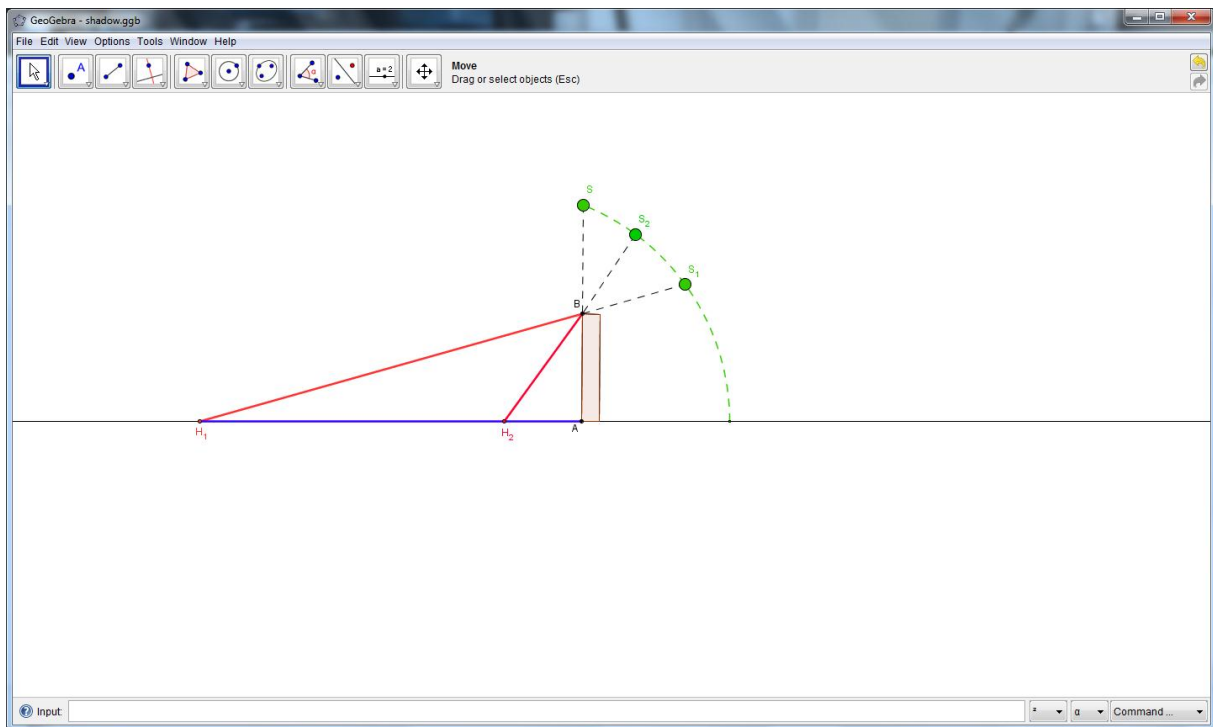 GeoGebra - shadow.ggb
File Edit View Options Tools Window Help
A
a = 2
Move
Drag or select objects (Esc)
S
S₂
S₁
B
H₁
H₂
A
Input:
α
Command ...